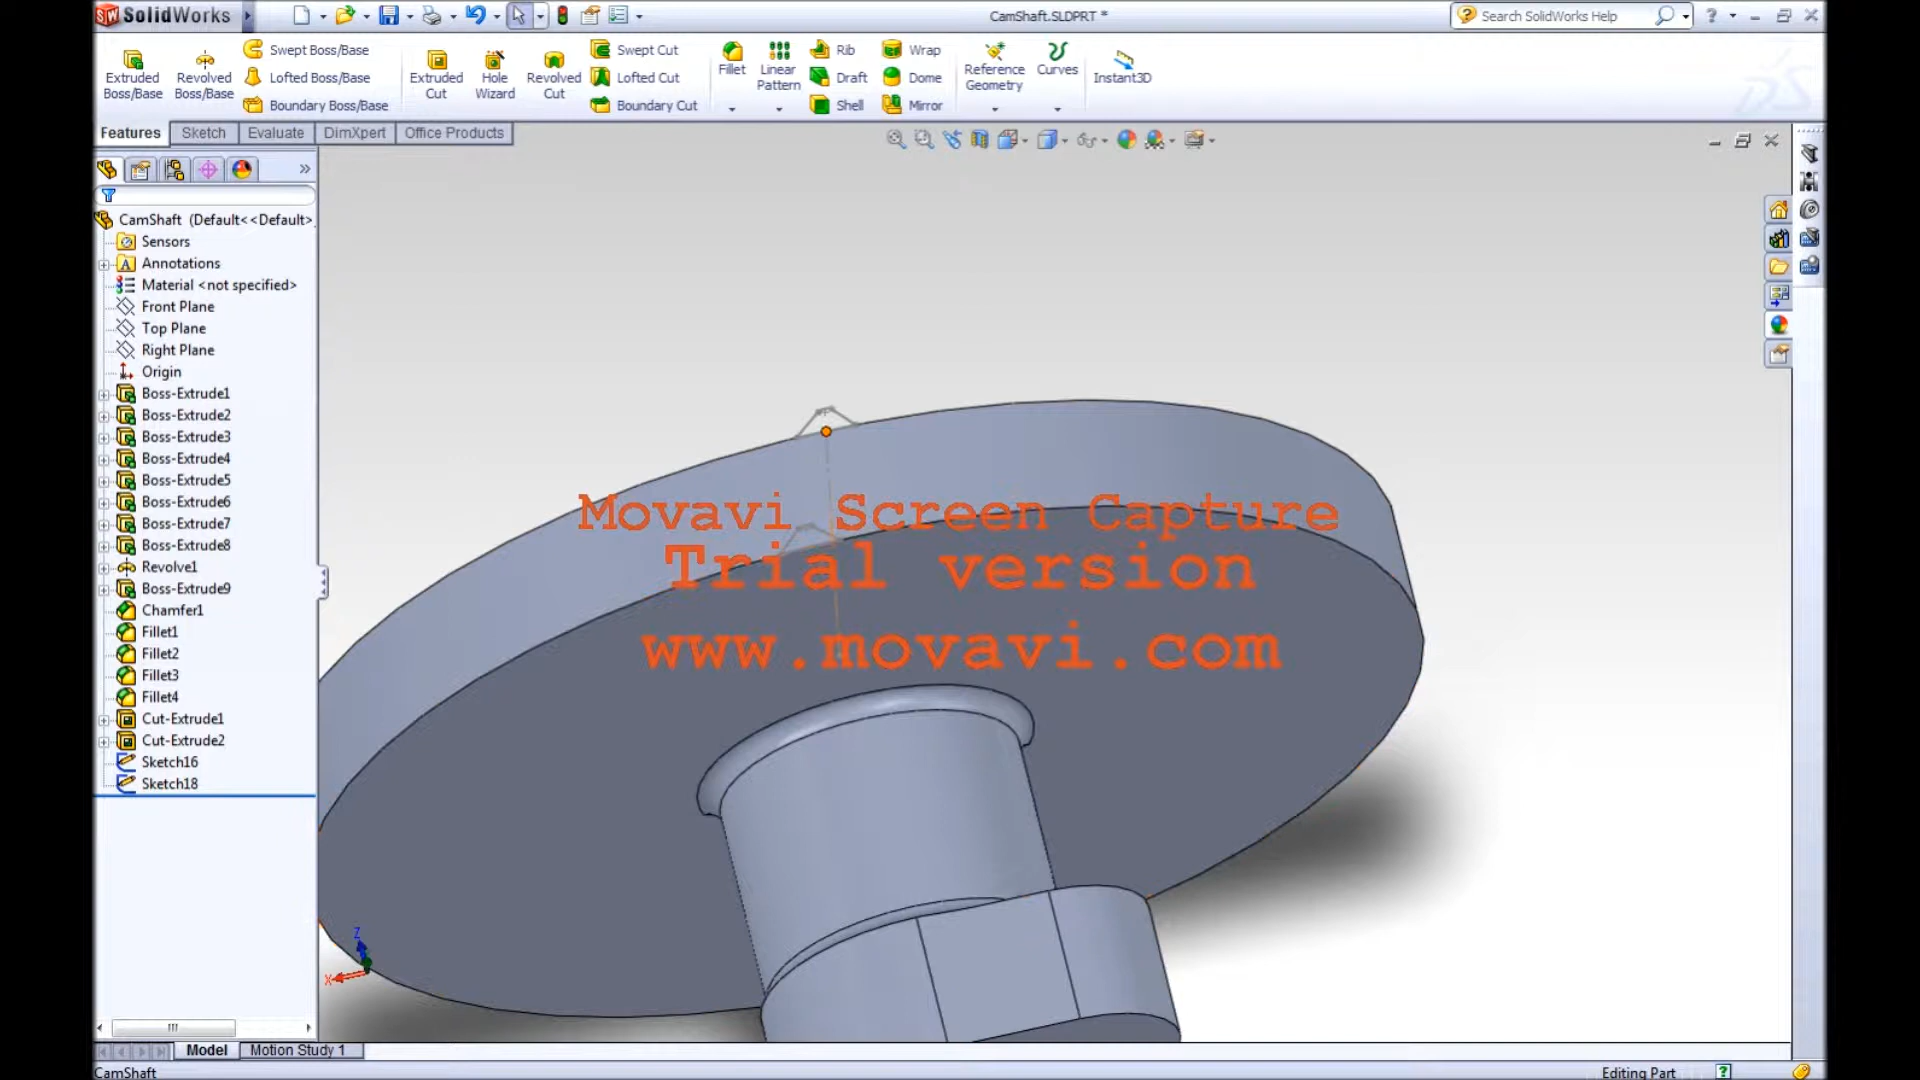 SolidWorks
CamShaft.SLDPRT *
Search SolidWorks Help
Extruded Boss/Base
Revolved Boss/Base
Swept Boss/Base
Lofted Boss/Base
Boundary Boss/Base
Extruded Cut
Hole Wizard
Revolved Cut
Swept Cut
Lofted Cut
Boundary Cut
Fillet
Linear Pattern
Rib
Draft
Shell
Wrap
Dome
Mirror
Reference Geometry
Curves
Instant3D
Features
Sketch
Evaluate
DimXpert
Office Products
CamShaft (Default<<Default>
Sensors
Annotations
Material <not specified>
Front Plane
Top Plane
Right Plane
Origin
Boss-Extrude1
Boss-Extrude2
Boss-Extrude3
Boss-Extrude4
Boss-Extrude5
Boss-Extrude6
Boss-Extrude7
Boss-Extrude8
Revolve1
Boss-Extrude9
Chamfer1
Fillet1
Fillet2
Fillet3
Fillet4
Cut-Extrude1
Cut-Extrude2
Sketch16
Sketch18
Movavi Screen Capture
Trial version
www.movavi.com
Z
X
Model
Motion Study 1
CamShaft
Editing Part